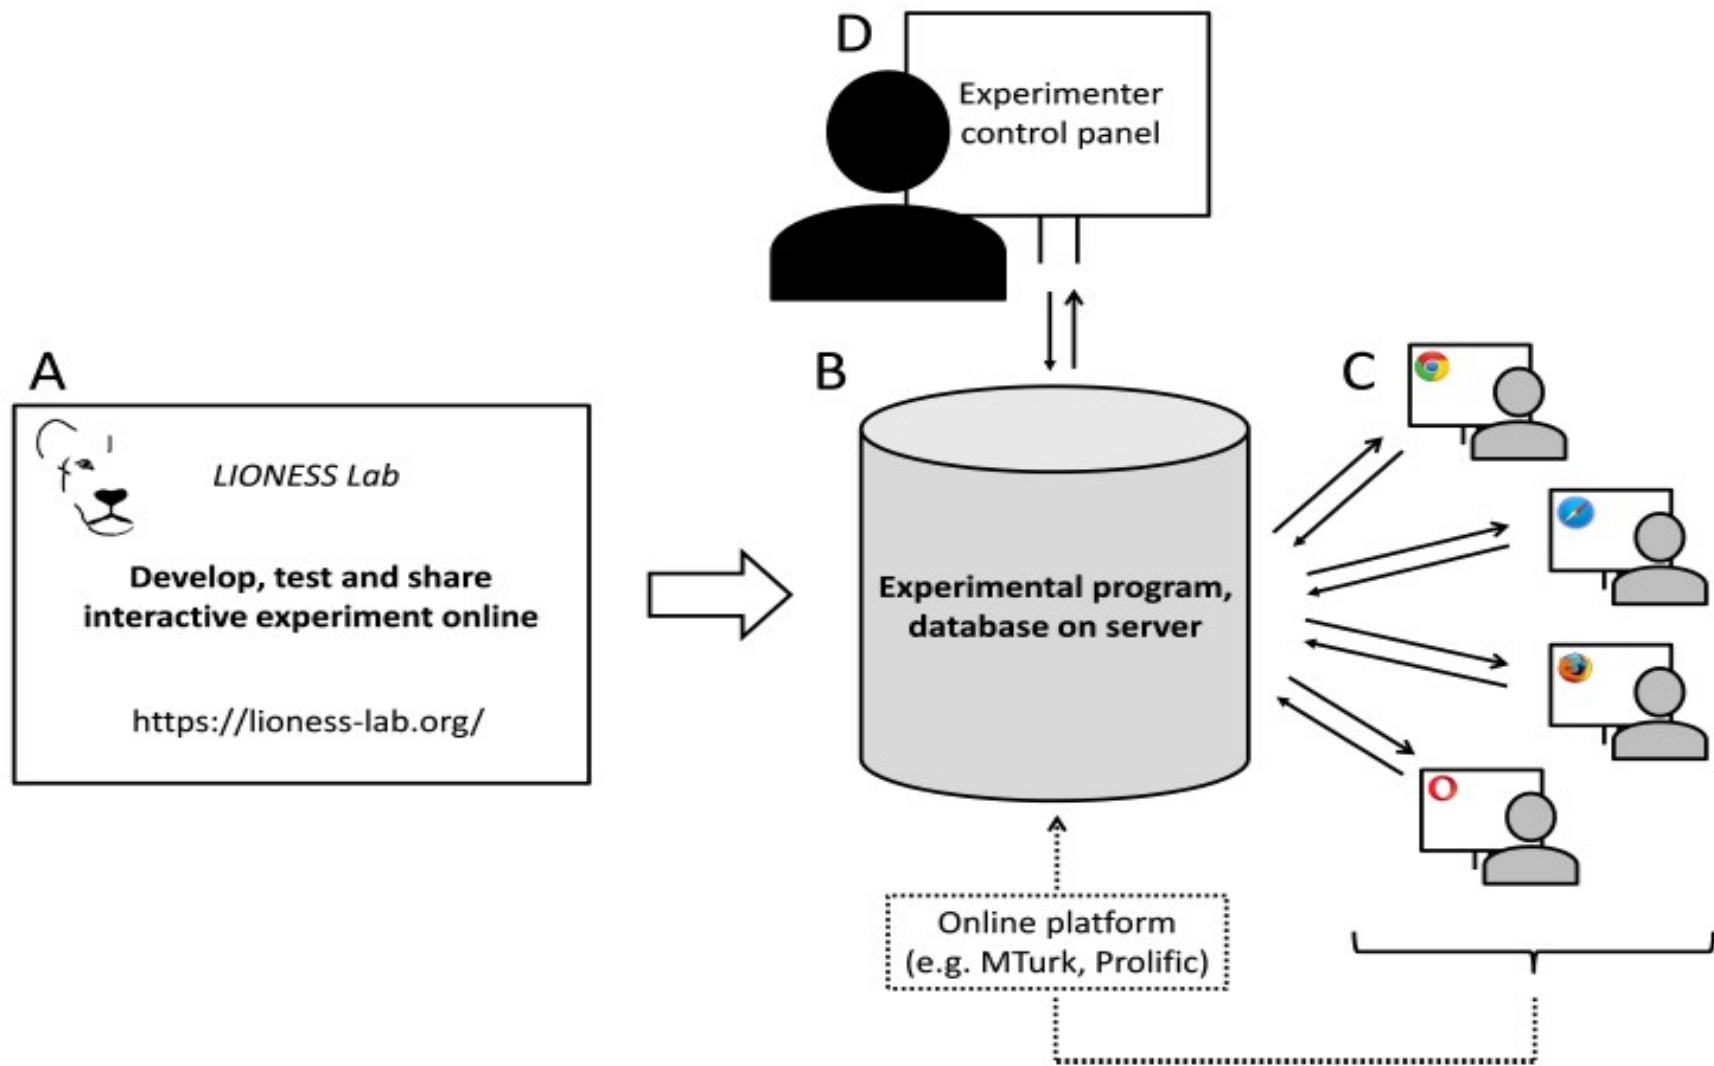 D
Experimenter
control panel
A
LIONESS Lab
Develop, test and share
interactive experiment online
https://lioness-lab.org/
B
Experimental program,
database on server
C
Online platform
(e.g. MTurk, Prolific)